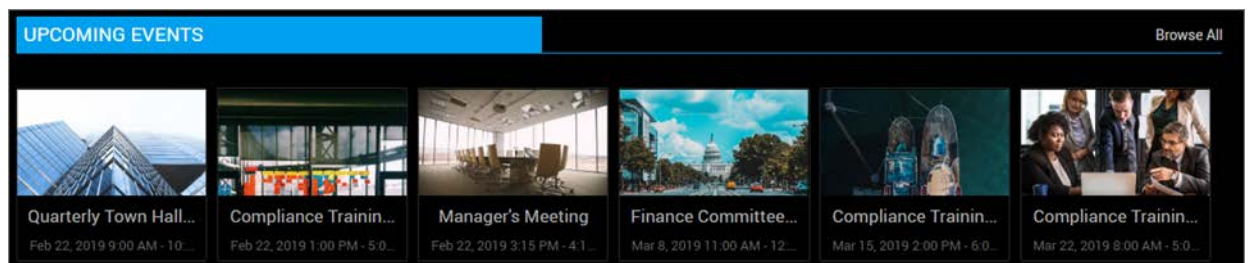 UPCOMING EVENTS
Browse All
Quarterly Town Hall...
Compliance Trainin...
Manager's Meeting
Finance Committee...
Compliance Trainin...
Compliance Trainin...
Feb 22, 2019 9:00 AM - 10:...
Feb 22, 2019 1:00 PM - 5:0...
Feb 22, 2019 3:15 PM - 4:1...
Mar 8, 2019 11:00 AM - 12:...
Mar 15, 2019 2:00 PM - 6:0...
Mar 22, 2019 8:00 AM - 5:0...